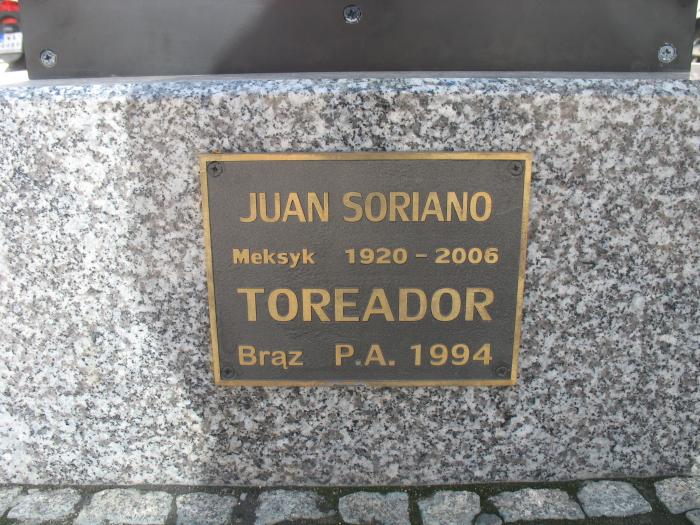 JUAN SORIANO
Meksyk 1920 - 2006
TOREADOR
Brąz P.A. 1994